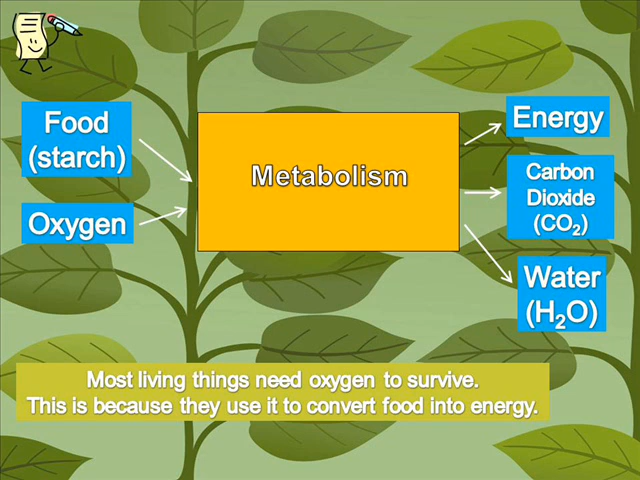 Food
(starch)
Oxygen
Metabolism
Energy
Carbon
Dioxide
(CO₂)
Water
(H₂O)
Most living things need oxygen to survive.
This is because they use it to convert food into energy.